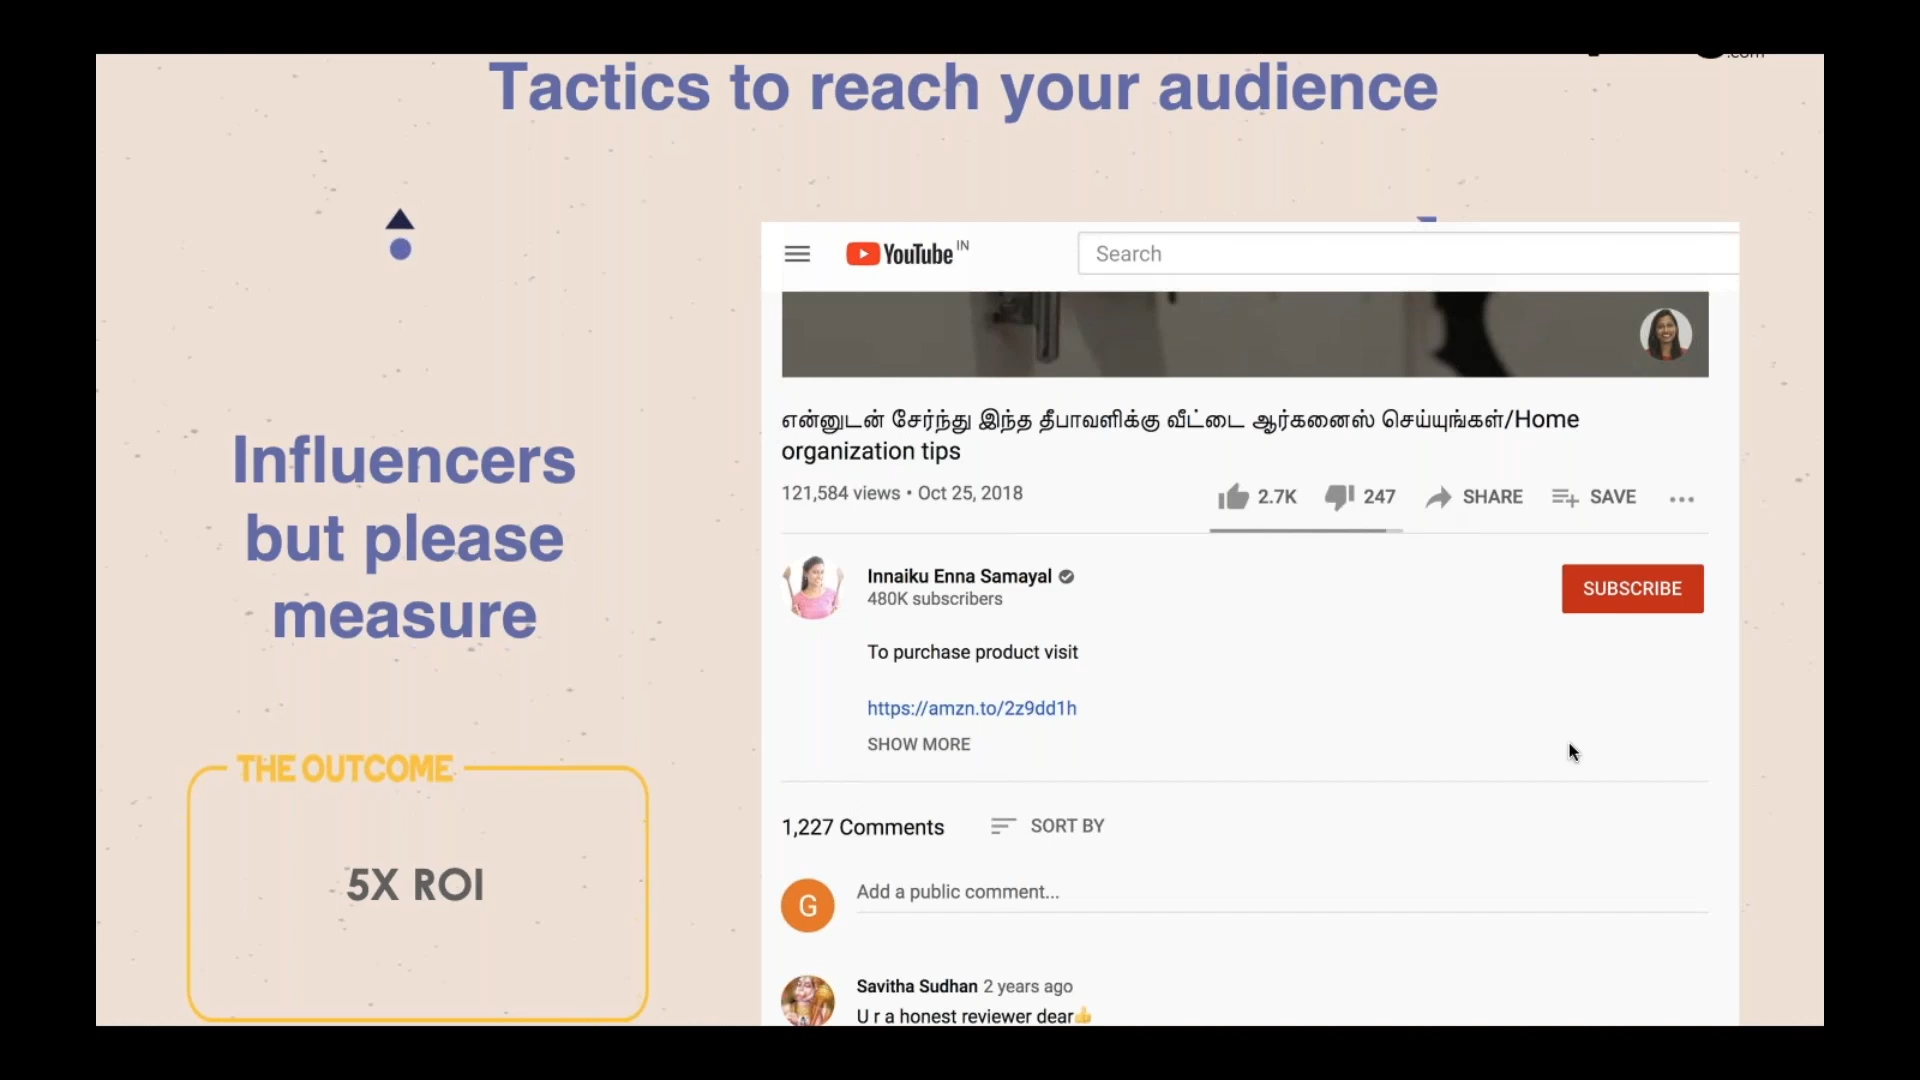 .com
Tactics to reach your audience
Influencers
but please
measure
THE OUTCOME
5X ROI
YouTube IN
Search
என்னுடன் சேர்ந்து இந்த தீபாவளிக்கு வீட்டை ஆர்கனைஸ் செய்யுங்கள்/Home
organization tips
121,584 views • Oct 25, 2018
2.7K 247 SHARE SAVE
Innaiku Enna Samayal
480K subscribers
SUBSCRIBE
To purchase product visit
https://amzn.to/2z9dd1h
SHOW MORE
1,227 Comments SORT BY
G
Add a public comment...
Savitha Sudhan 2 years ago
U r a honest reviewer dear👍